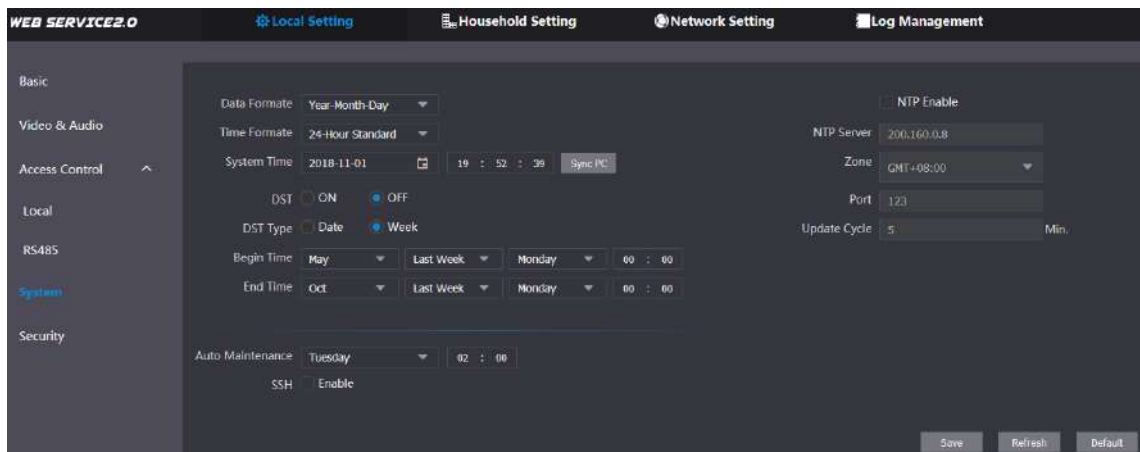 WEB SERVICE2.0
Local Setting
Household Setting
Network Setting
Log Management
Basic
Video & Audio
Access Control
Local
RS485
System
Security
Data Formate Year-Month-Day
Time Formate 24-Hour Standard
System Time 2018-11-01 19 : 52 : 39 Sync PC
DST ON OFF
DST Type Date Week
Begin Time May Last Week Monday 00 : 00
End Time Oct Last Week Monday 00 : 00
Auto Maintenance Tuesday 02 : 00
SSH Enable
NTP Enable
NTP Server 200.160.0.8
Zone GMT+08:00
Port 123
Update Cycle 5 Min.
Save Refresh Default